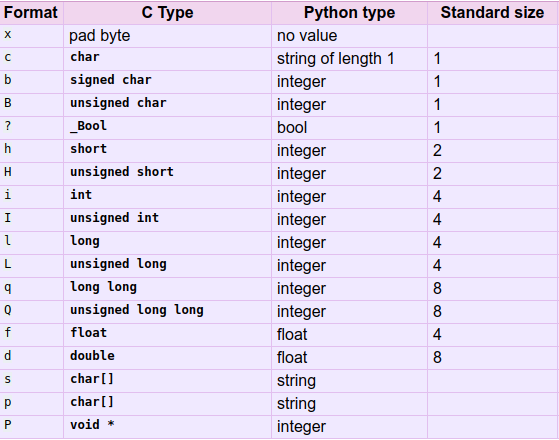 Format C Type Python type Standard size
x pad byte no value
c char string of length 1 1
b signed char integer 1
B unsigned char integer 1
? _Bool bool 1
h short integer 2
H unsigned short integer 2
i int integer 4
I unsigned int integer 4
l long integer 4
L unsigned long integer 4
q long long integer 8
Q unsigned long long integer 8
f float float 4
d double float 8
s char[] string
p char[] string
P void * integer